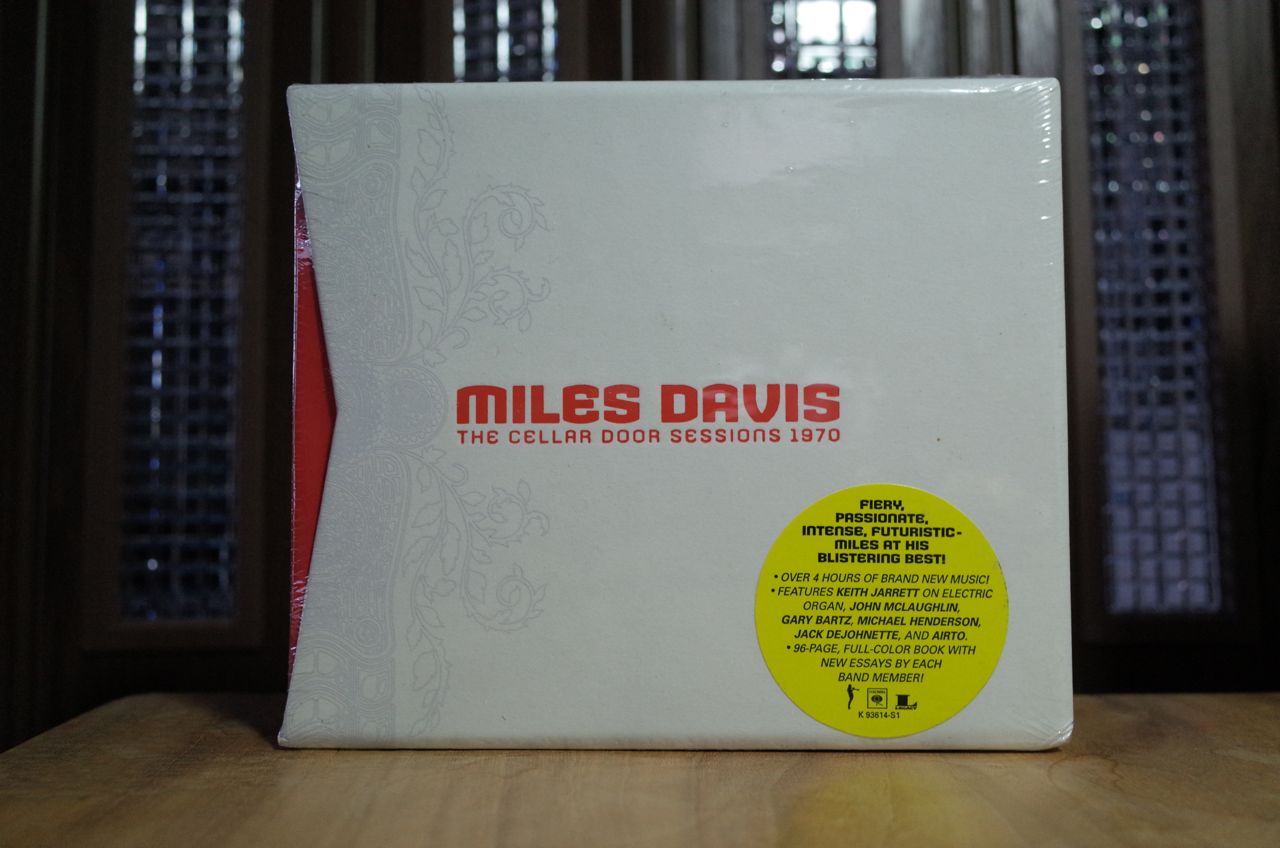 MILES DAVIS
THE CELLAR DOOR SESSIONS 1970
FIERY,
PASSIONATE,
INTENSE, FUTURISTIC-
MILES AT HIS
BLISTERING BEST!
• OVER 4 HOURS OF BRAND NEW MUSIC!
• FEATURES KEITH JARRETT ON ELECTRIC
ORGAN, JOHN MCLAUGHLIN,
GARY BARTZ, MICHAEL HENDERSON,
JACK DEJOHNETTE, AND AIRTO.
• 96-PAGE, FULL-COLOR BOOK WITH
NEW ESSAYS BY EACH
BAND MEMBER!
LEGACY
K 93614-S1